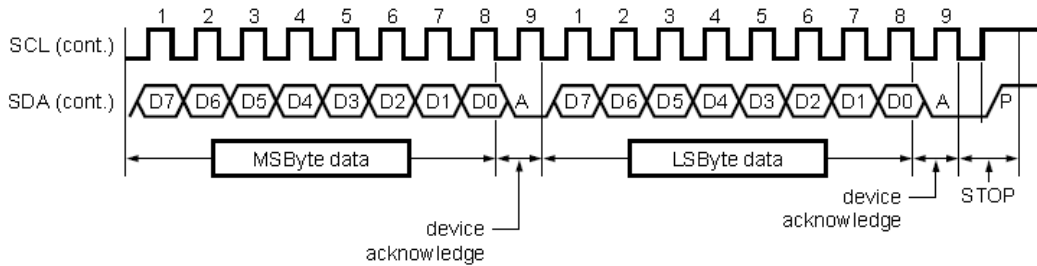 1 2 3 4 5 6 7 8 9 1 2 3 4 5 6 7 8 9
SCL (cont.)
SDA (cont.) D7 D6 D5 D4 D3 D2 D1 D0 A D7 D6 D5 D4 D3 D2 D1 D0 A P
MSByte data LSByte data
device acknowledge
device acknowledge
STOP